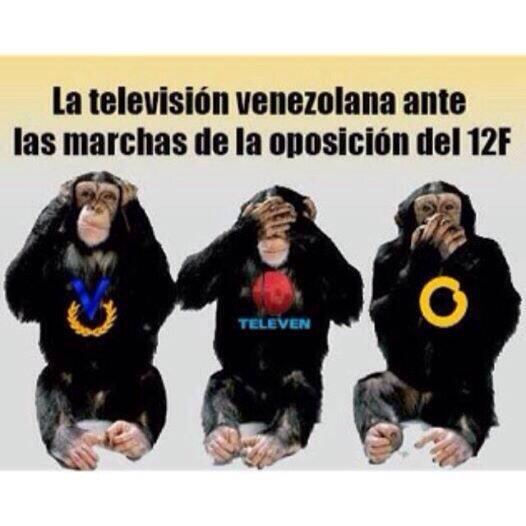 La televisión venezolana ante
las marchas de la oposición del 12F
V
TELEVEN